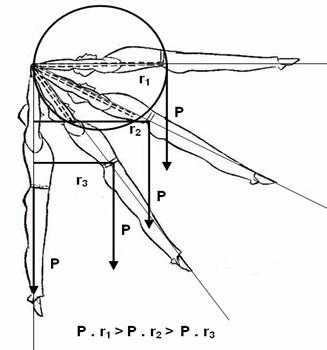 r₁
P
r₂
P
r₃
P
P
P . r₁ > P . r₂ > P . r₃